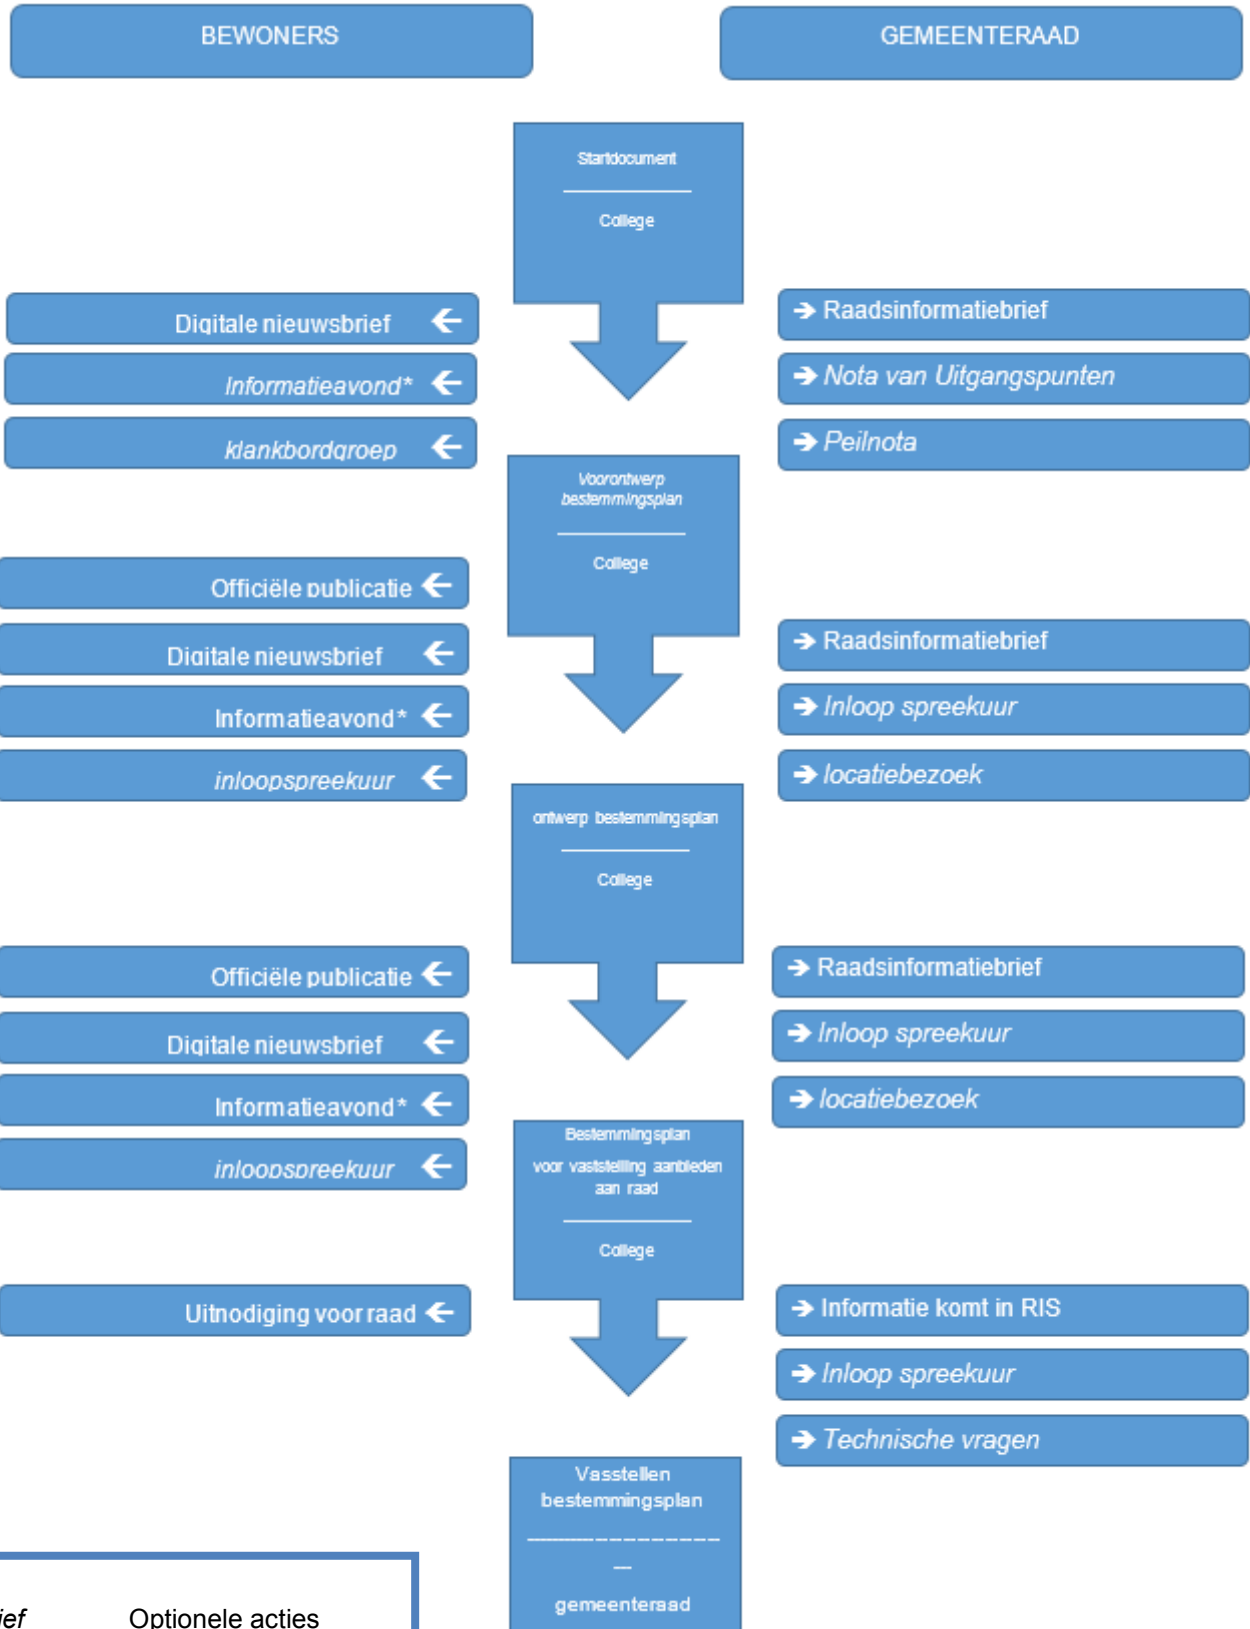 BEWONERS
GEMEENTERAAD
Startdocument
College
Digitale nieuwsbrief ←
→ Raadsinformatiebrief
Informatieavond* ←
→ Nota van Uitgangspunten
klankbordgroep ←
→ Peilnota
Voorontwerp
bestemmingsplan
College
Officiële publicatie ←
Digitale nieuwsbrief ←
→ Raadsinformatiebrief
Informatieavond* ←
→ Inloop spreekuur
inloopspreekuur ←
→ locatiebezoek
ontwerp bestemmingsplan
College
Officiële publicatie ←
→ Raadsinformatiebrief
Digitale nieuwsbrief ←
→ Inloop spreekuur
Informatieavond* ←
→ locatiebezoek
inloopspreekuur ←
Bestemmingsplan
voor vaststelling aanbieden
aan raad
College
Uitnodiging voor raad ←
→ Informatie komt in RIS
→ Inloop spreekuur
→ Technische vragen
Vasstellen
bestemmingsplan
gemeenteraad
ief Optionele acties